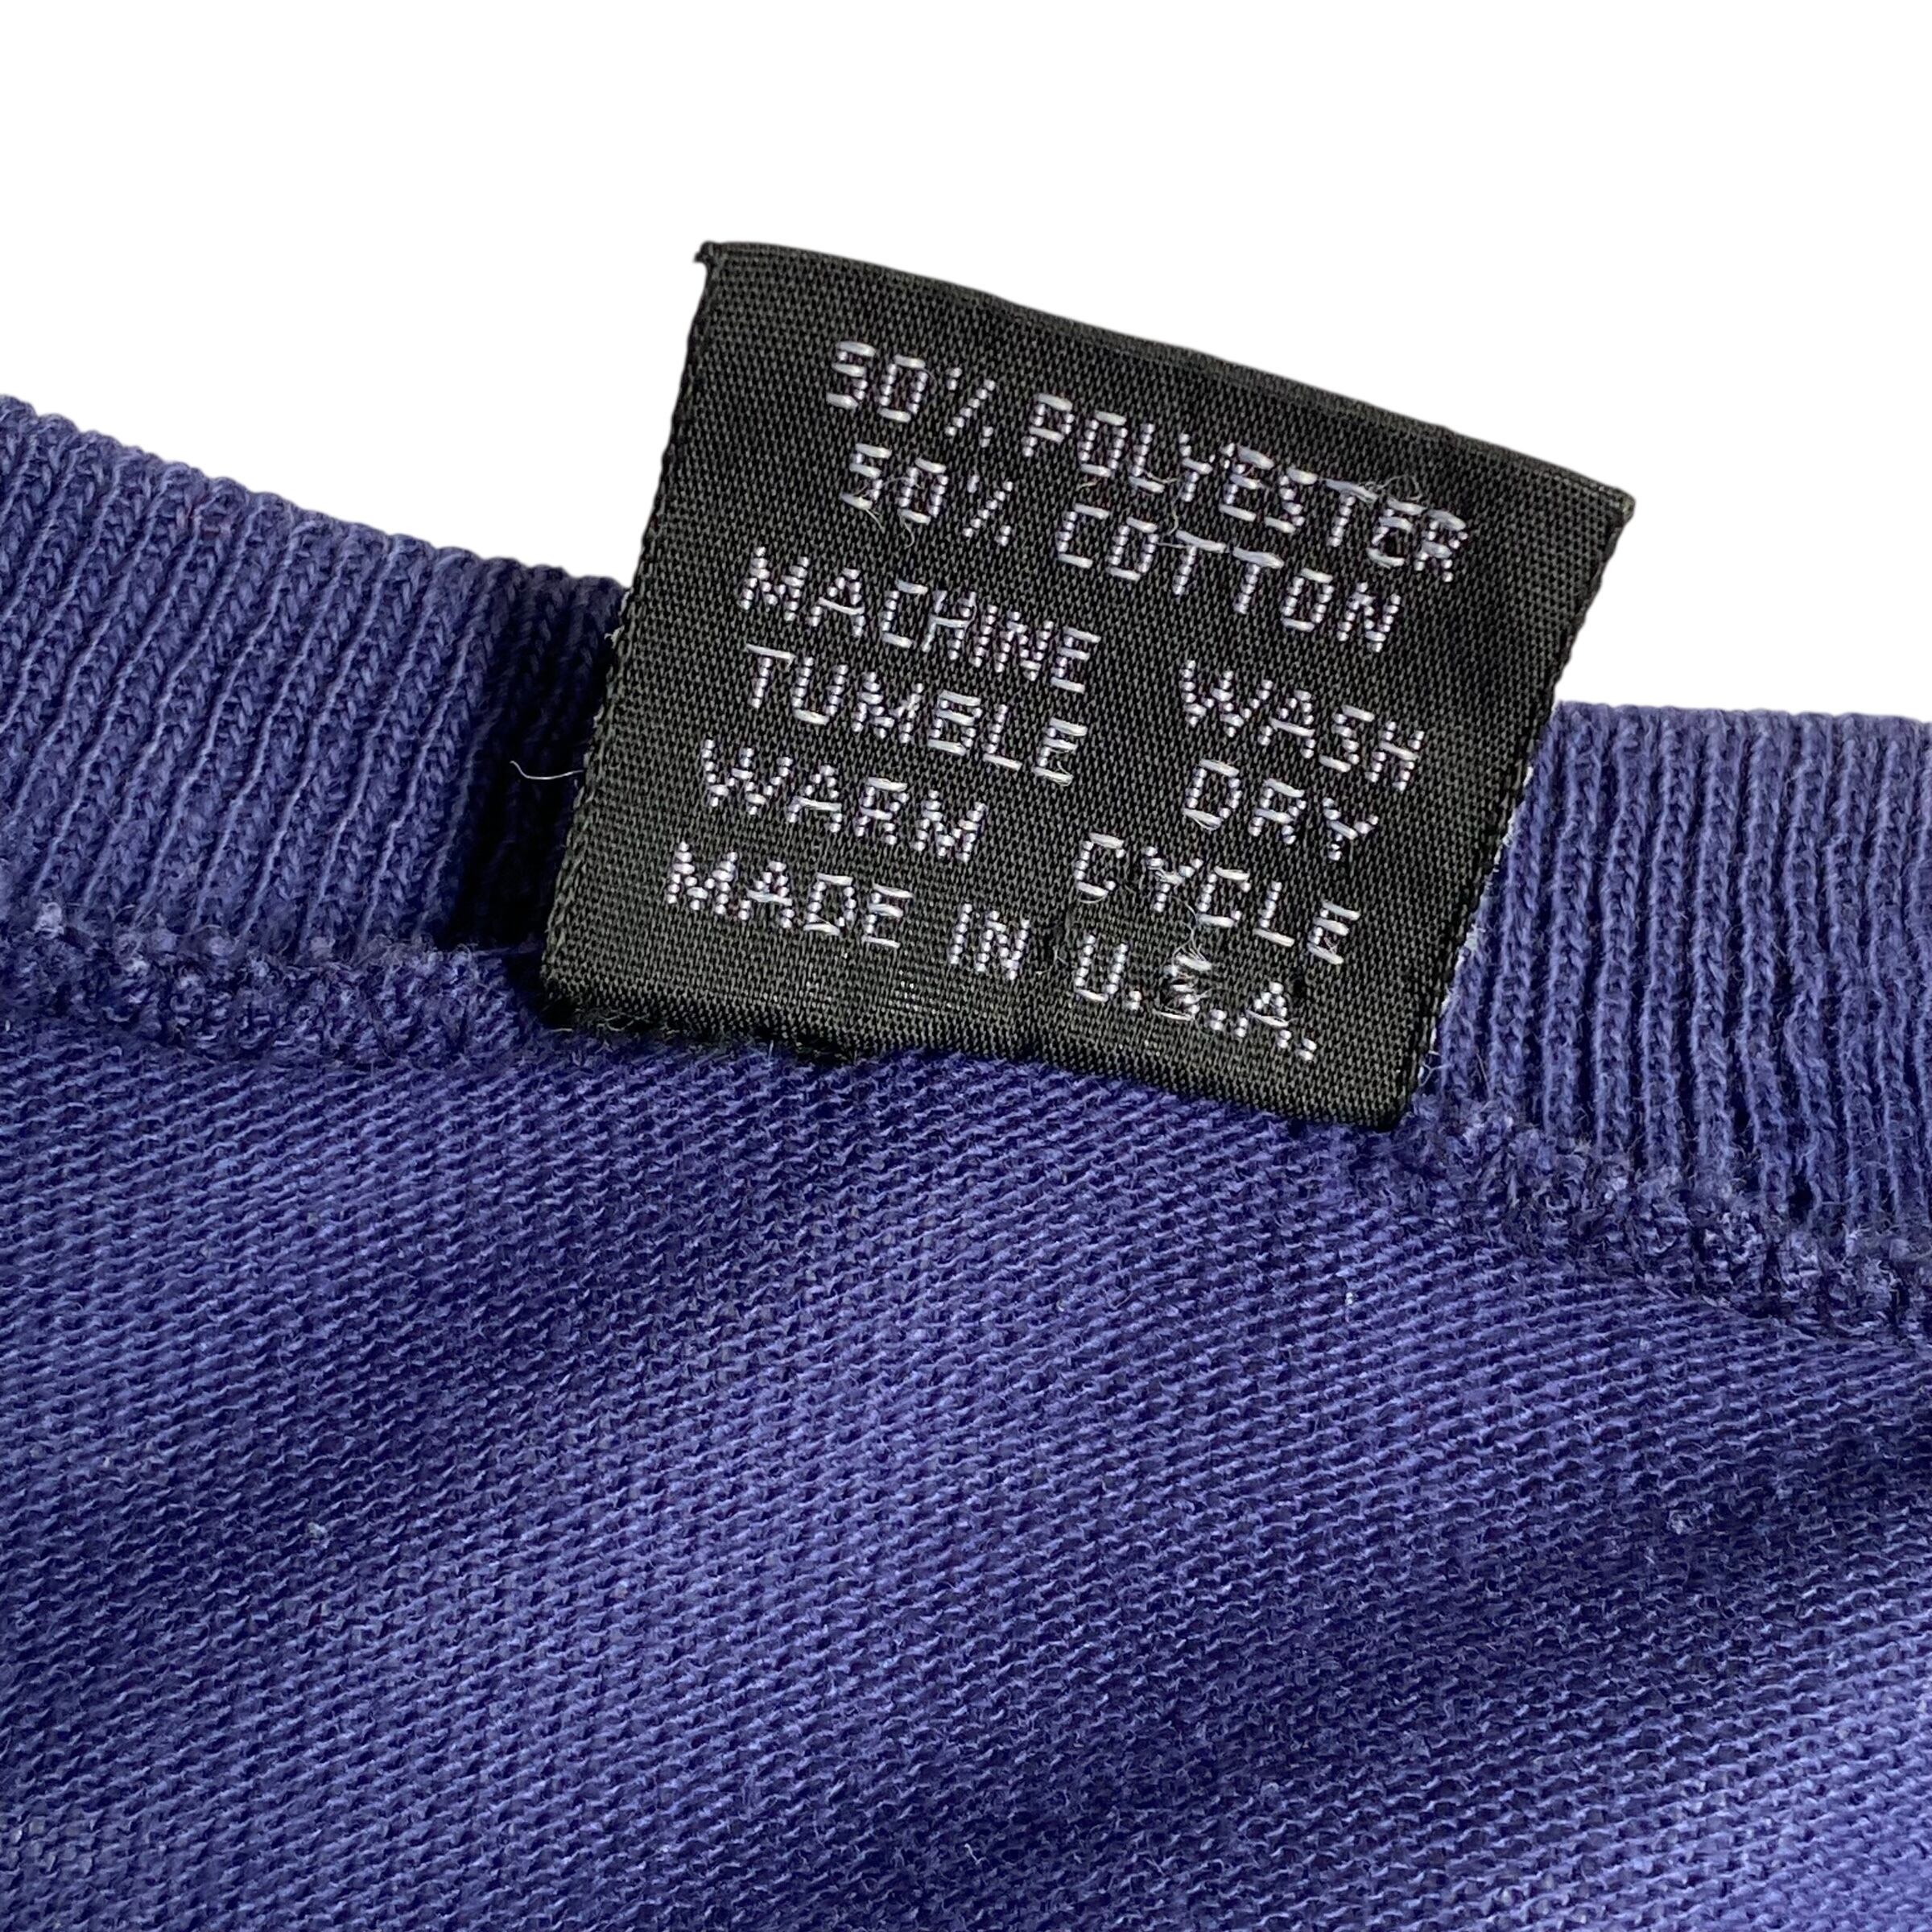 50% POLYESTER
50% COTTON
MACHINE WASH
TUMBLE DRY
WARM CYCLE
MADE IN U.S.A.